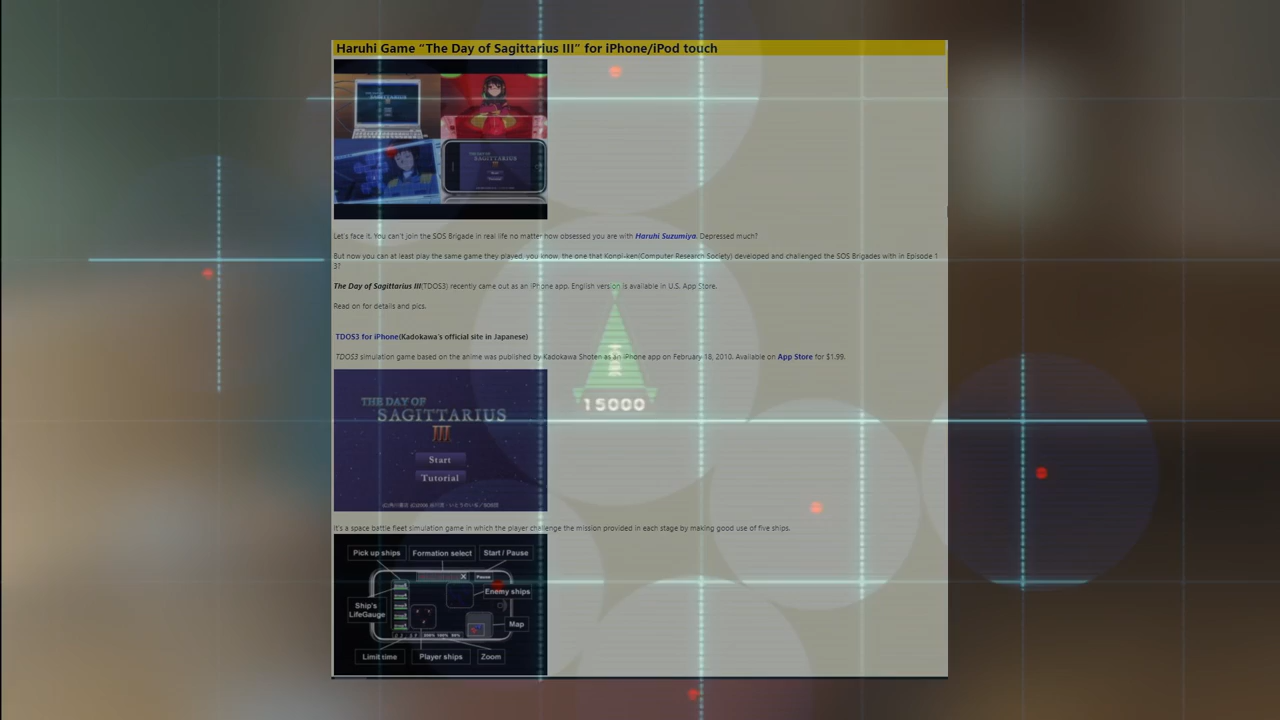 Haruhi Game “The Day of Sagittarius III” for iPhone/iPod touch
THE DAY OF
SAGITTARIUS
III
Let's face it. You can't join the SOS Brigade in real life no matter how obsessed you are with Haruhi Suzumiya. Depressed much?
But now you can at least play the same game they played, you know, the one that Konpi-ken(Computer Research Society) developed and challenged the SOS Brigades with in Episode 1
3?
The Day of Sagittarius III(TDOS3) recently came out as an iPhone app. English version is available in U.S. App Store.
Read on for details and pics.
TDOS3 for iPhone(Kadokawa's official site in Japanese)
TDOS3 simulation game based on the anime was published by Kadokawa Shoten as an iPhone app on February 18, 2010. Available on App Store for $1.99.
THE DAY OF
SAGITTARIUS
III
15000
Start
Tutorial
It's a space battle fleet simulation game in which the player challenge the mission provided in each stage by making good use of five ships.
Pick up ships Formation select Start / Pause
Pause
Enemy ships
Ship's
LifeGauge
Map
Limit time Player ships Zoom